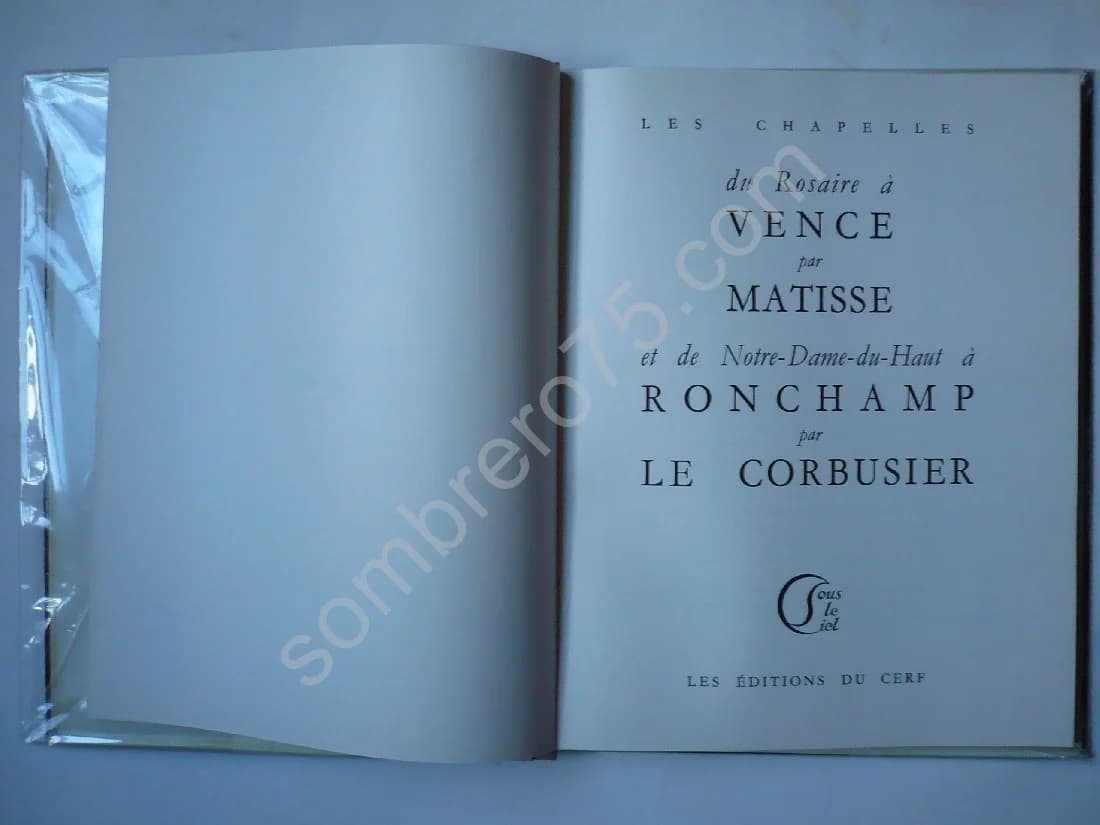 LES CHAPELLES
du Rosaire à
VENCE
par
MATISSE
et de Notre-Dame-du-Haut à
RONCHAMP
par
LE CORBUSIER
Sous
le
Ciel
LES ÉDITIONS DU CERF
sombrero75.com